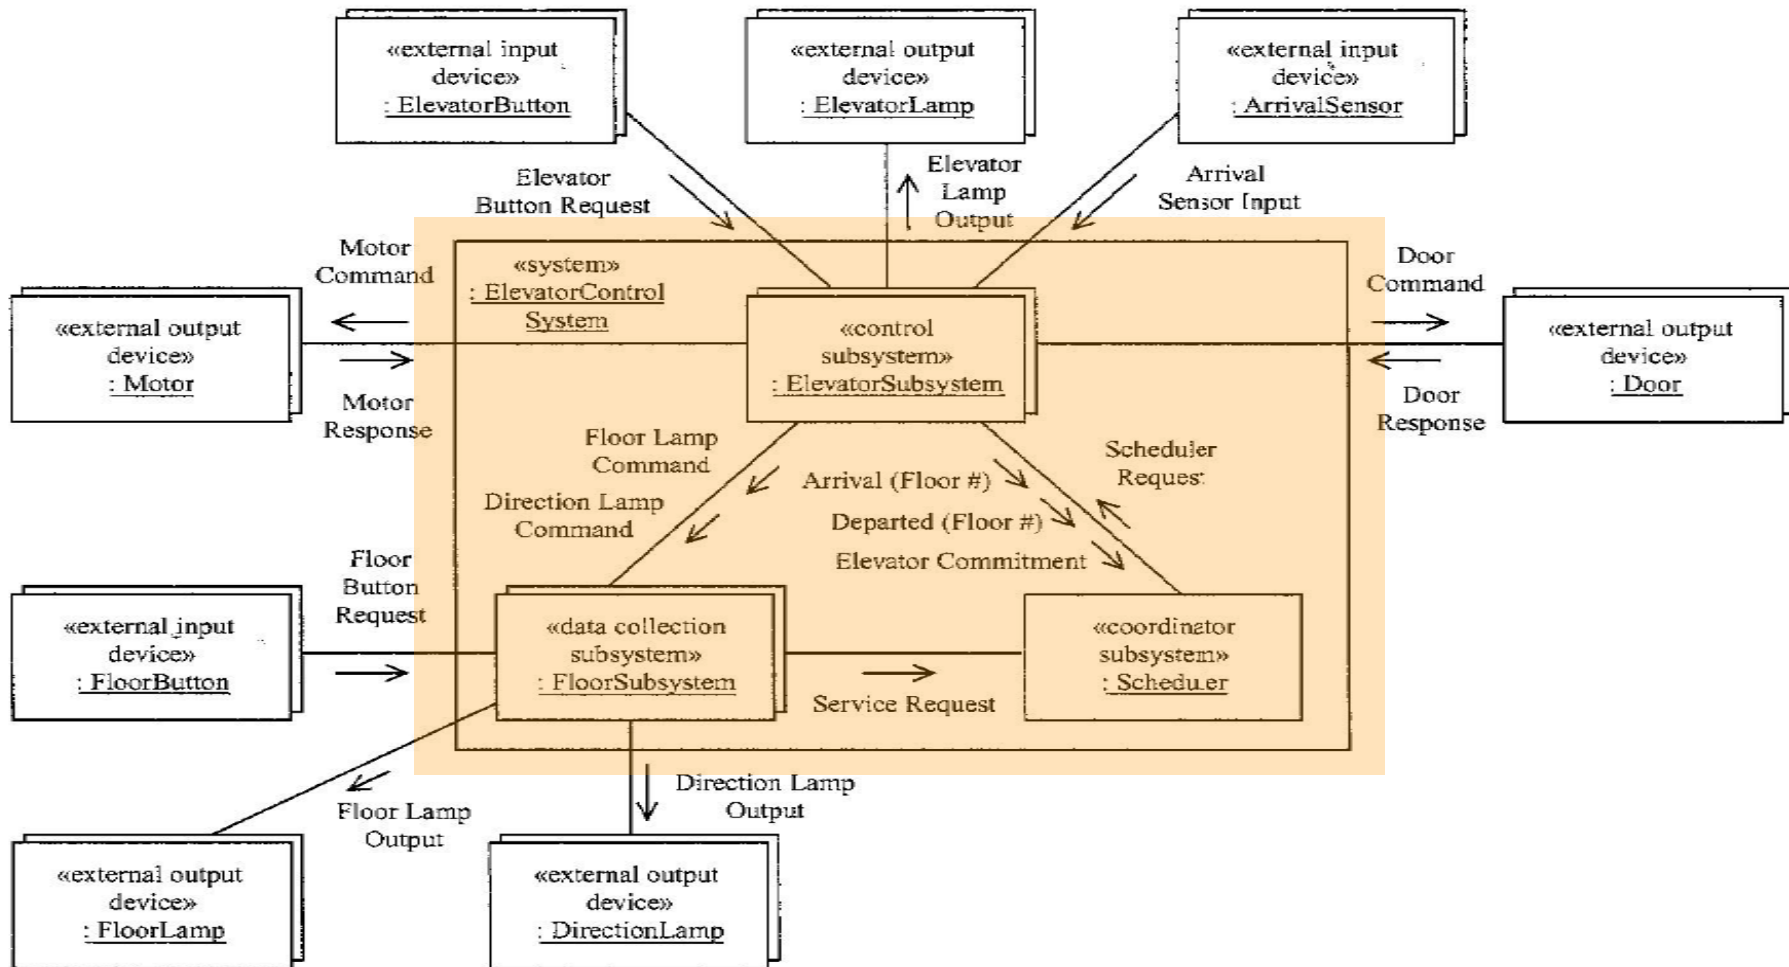 «external input
device»
: ElevatorButton
«external output
device»
: ElevatorLamp
«external input
device»
: ArrivalSensor
Elevator
Button Request
Elevator
Lamp
Output
Arrival
Sensor Input
Motor
Command
«system»
: ElevatorControl
System
Door
Command
«external output
device»
: Motor
«control
subsystem»
: ElevatorSubsystem
«external output
device»
: Door
Motor
Response
Door
Response
Floor Lamp
Command
Scheduler
Request
Arrival (Floor #)
Direction Lamp
Command
Departed (Floor #)
Elevator Commitment
Floor
Button
Request
«external input
device»
: FloorButton
«data collection
subsystem»
: FloorSubsystem
«coordinator
subsystem»
: Scheduler
Service Request
Floor Lamp
Output
Direction Lamp
Output
«external output
device»
: FloorLamp
«external output
device»
: DirectionLamp